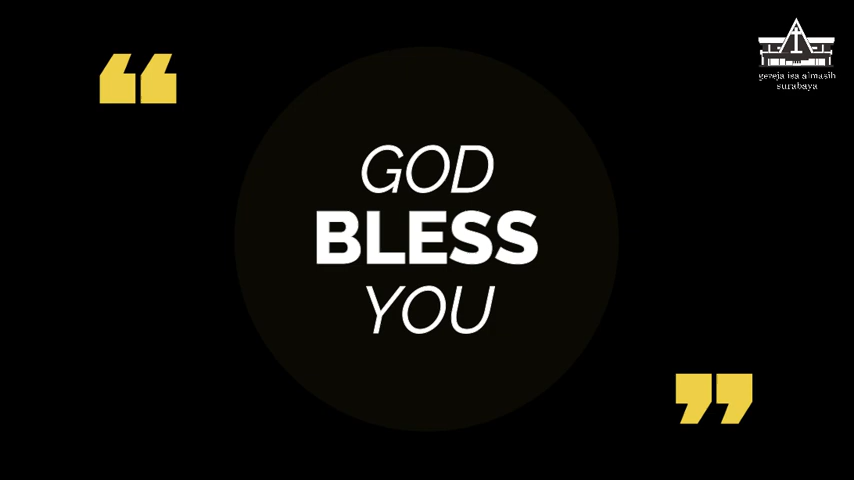 gereja isa almasih
surabaya
“
GOD
BLESS
YOU
”